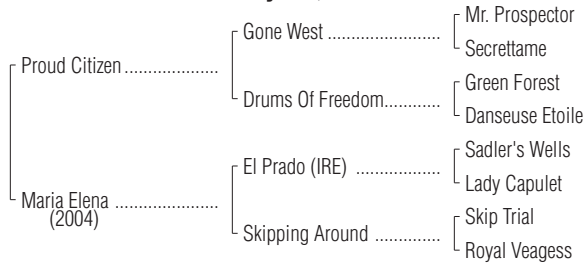 Mr. Prospector
Gone West
Secrettame
Proud Citizen
Green Forest
Drums Of Freedom
Danseuse Etoile
Sadler's Wells
El Prado (IRE)
Lady Capulet
Maria Elena
(2004)
Skip Trial
Skipping Around
Royal Veagess